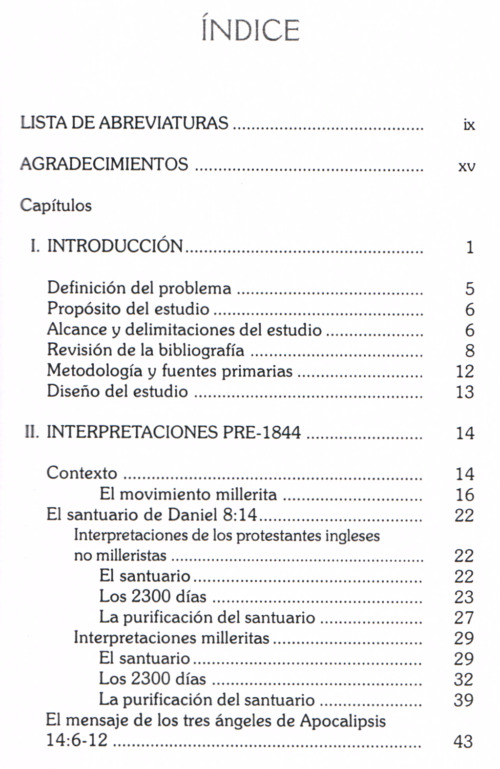 ÍNDICE
LISTA DE ABREVIATURAS ........................................ ix
AGRADECIMIENTOS ................................................ xv
Capítulos
I. INTRODUCCIÓN.................................................. 1
Definición del problema ....................................... 5
Propósito del estudio ............................................ 6
Alcance y delimitaciones del estudio .................... 6
Revisión de la bibliografía .................................... 8
Metodología y fuentes primarias .......................... 12
Diseño del estudio ................................................ 13
II. INTERPRETACIONES PRE-1844 ........................ 14
Contexto ............................................................... 14
El movimiento millerita ............................. 16
El santuario de Daniel 8:14.................................. 22
Interpretaciones de los protestantes ingleses
no milleristas .................................................... 22
El santuario................................................ 22
Los 2300 días ............................................ 23
La purificación del santuario ..................... 27
Interpretaciones milleritas ............................... 29
El santuario................................................ 29
Los 2300 días ............................................ 32
La purificación del santuario ..................... 39
El mensaje de los tres ángeles de Apocalipsis
14:6-12 ................................................................ 43